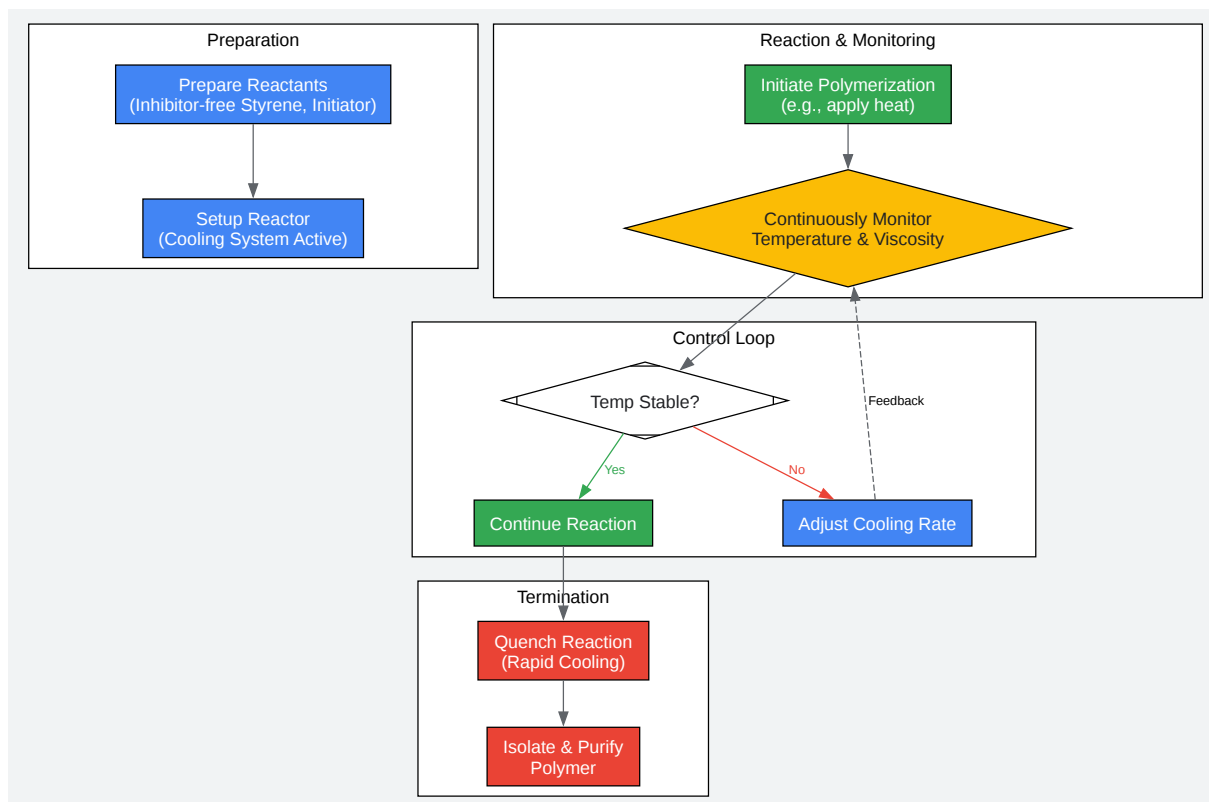 Preparation
Prepare Reactants
(Inhibitor-free Styrene, Initiator)
Setup Reactor
(Cooling System Active)
Reaction & Monitoring
Initiate Polymerization
(e.g., apply heat)
Continuously Monitor
Temperature & Viscosity
Control Loop
Temp Stable?
Feedback
Yes
No
Continue Reaction
Adjust Cooling Rate
Termination
Quench Reaction
(Rapid Cooling)
Isolate & Purify
Polymer